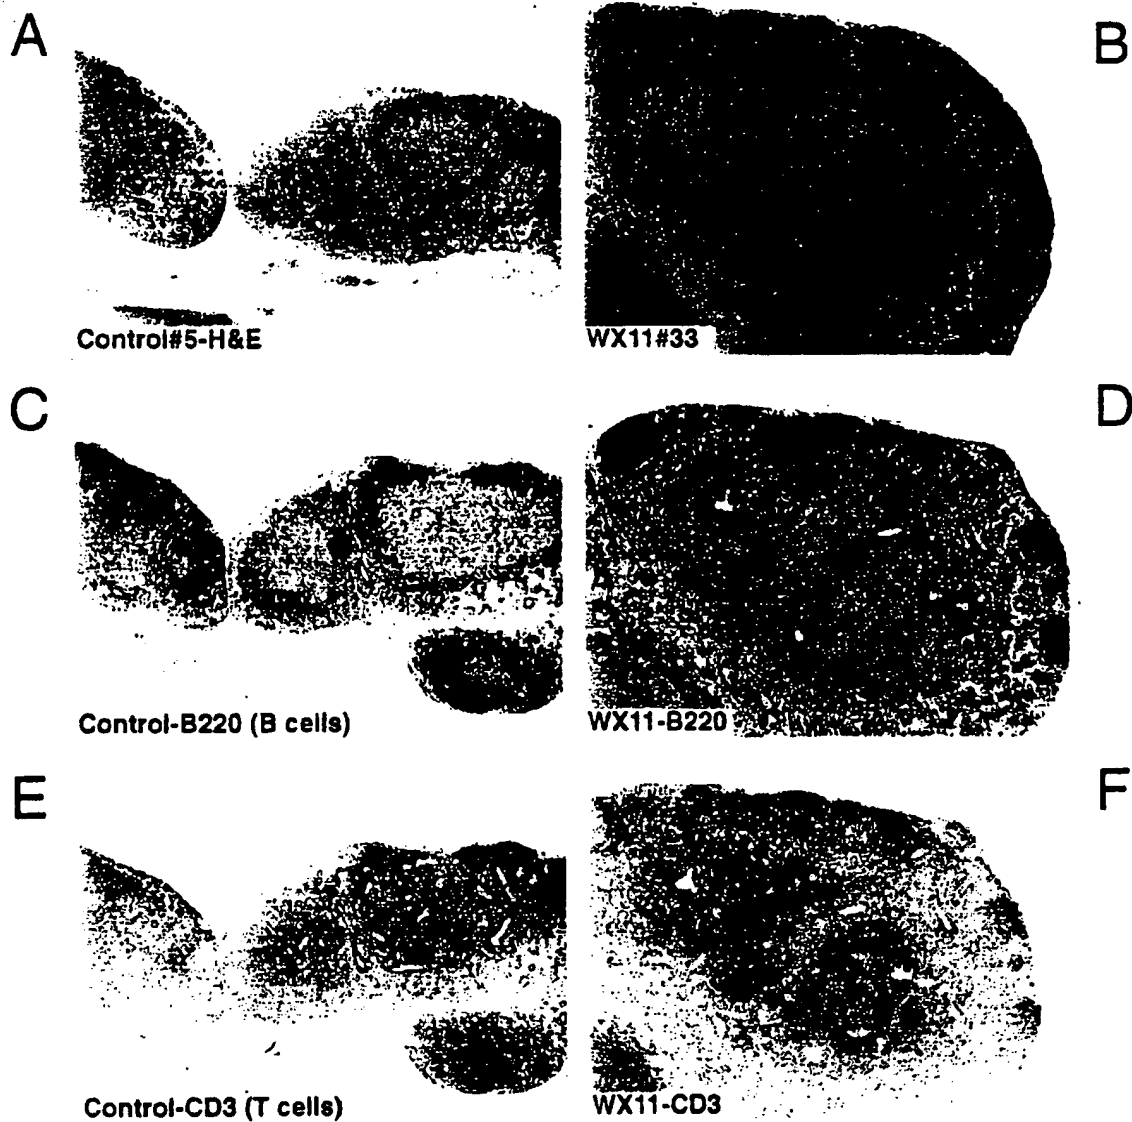 A
B
Control#5-H&E
WX11#33
C
D
Control-B220 (B cells)
WX11-B220
E
F
Control-CD3 (T cells)
WX11-CD3